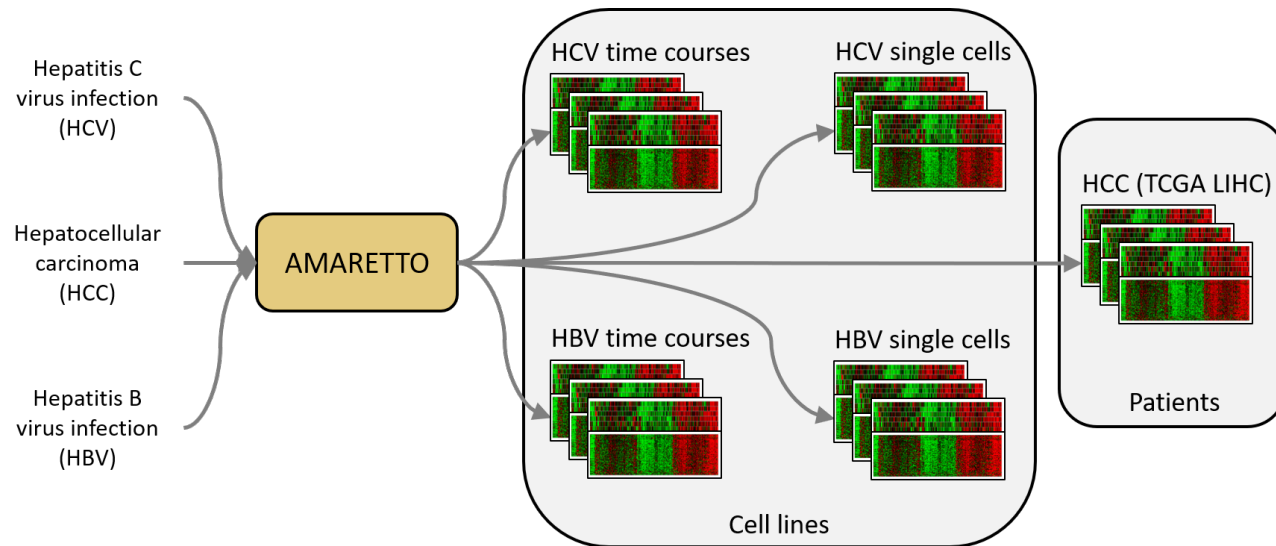 Hepatitis C
virus infection
(HCV)
Hepatocellular
carcinoma
(HCC)
Hepatitis B
virus infection
(HBV)
AMARETTO
HCV time courses
HCV single cells
HBV time courses
HBV single cells
Cell lines
HCC (TCGA LIHC)
Patients